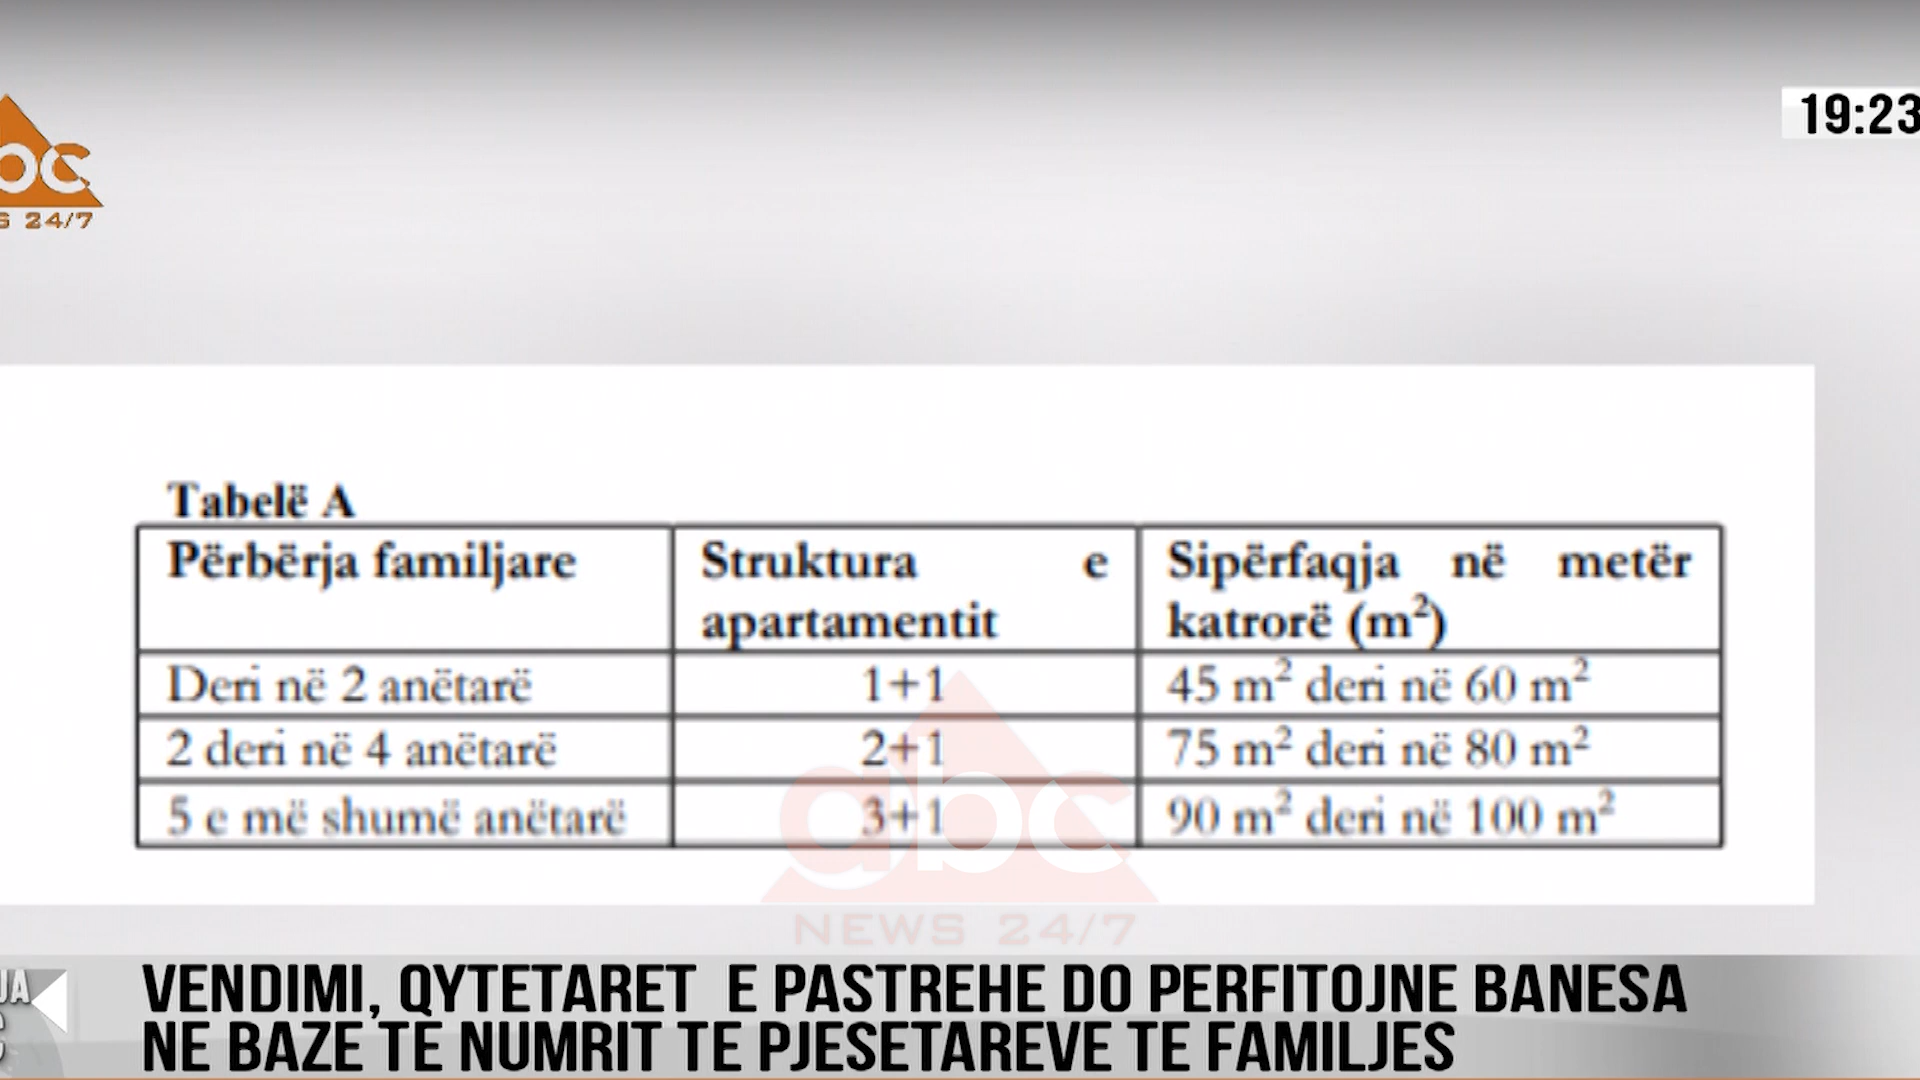 19:23
bc
S 24/7
Tabelë A
Përbërja familjare
Struktura e
apartamentit
Sipërfaqja në metër
katrorë (m²)
Deri në 2 anëtarë
1+1
45 m² deri në 60 m²
2 deri në 4 anëtarë
2+1
75 m² deri në 80 m²
5 e më shumë anëtarë
3+1
90 m² deri në 100 m²
abc
NEWS 24/7
VENDIMI, QYTETARET E PASTREHE DO PERFITOJNE BANESA
NE BAZE TE NUMRIT TE PJESETAREVE TE FAMILJES